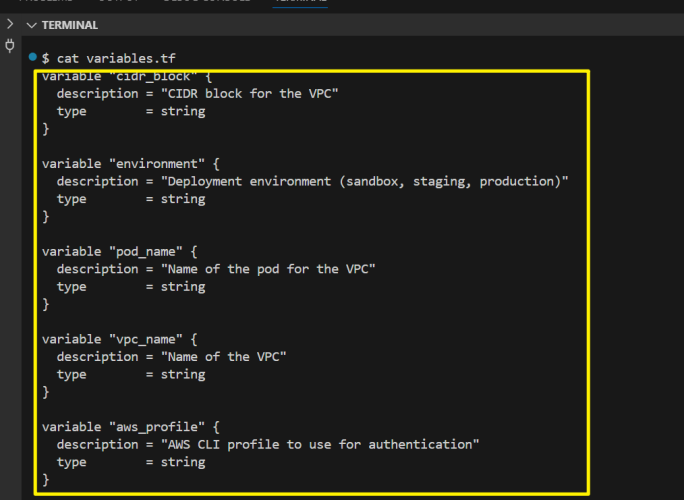 TERMINAL
$ cat variables.tf
variable "cidr_block" {
  description = "CIDR block for the VPC"
  type        = string
}

variable "environment" {
  description = "Deployment environment (sandbox, staging, production)"
  type        = string
}

variable "pod_name" {
  description = "Name of the pod for the VPC"
  type        = string
}

variable "vpc_name" {
  description = "Name of the VPC"
  type        = string
}

variable "aws_profile" {
  description = "AWS CLI profile to use for authentication"
  type        = string
}